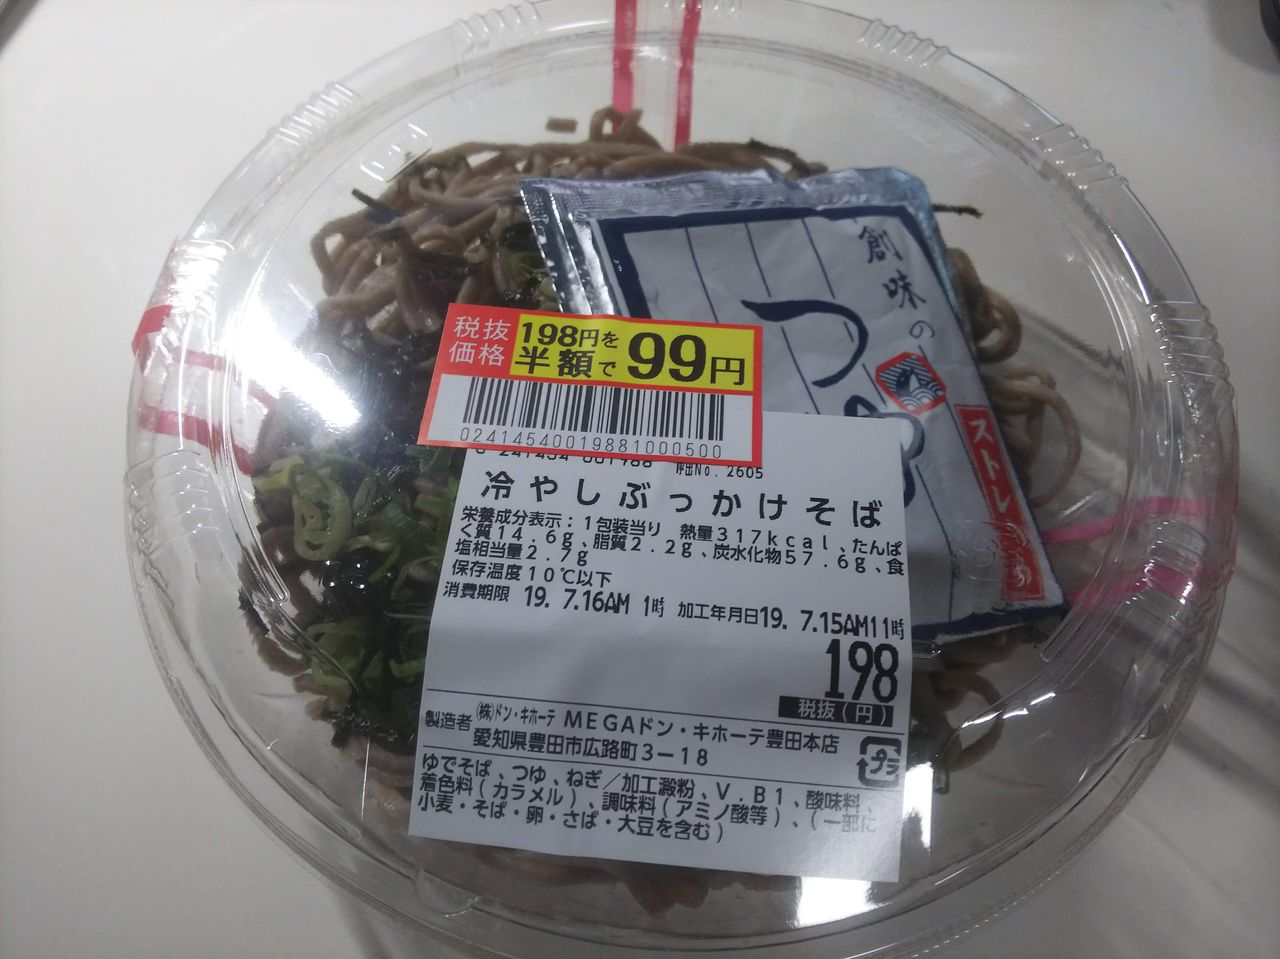 創味の
つゆ
ストレ
税抜
価格
198円を
半額で99円
02414540019881000500
呼出No. 2605
冷やしぶっかけそば
栄養成分表示:1包装当り 熱量317kcal、たんぱ
く質14.6g、脂質2.2g、炭水化物57.6g、食
塩相当量2.7g
保存温度10℃以下
消費期限 19. 7.16AM 1時 加工年月日19. 7.15AM11時
198
税抜(円)
製造者 ㈱ドン・キホーテ MEGAドン・キホーテ豊田本店
愛知県豊田市広路町3-18
プラ
ゆでそば、つゆ、ねぎ/加工澱粉、V.B1、酸味料、
着色料(カラメル)、調味料(アミノ酸等)、(一部に
小麦・そば・卵・さば・大豆を含む)